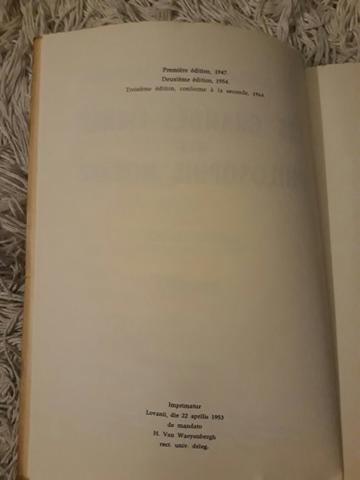 Première édition, 1947.
Deuxième édition, 1954.
Troisième édition, conforme à la seconde, 1964.
Imprimatur
Lovanii, die 22 aprilis 1953
de mandato
H. Van Waeyenbergh
rect. univ. deleg.